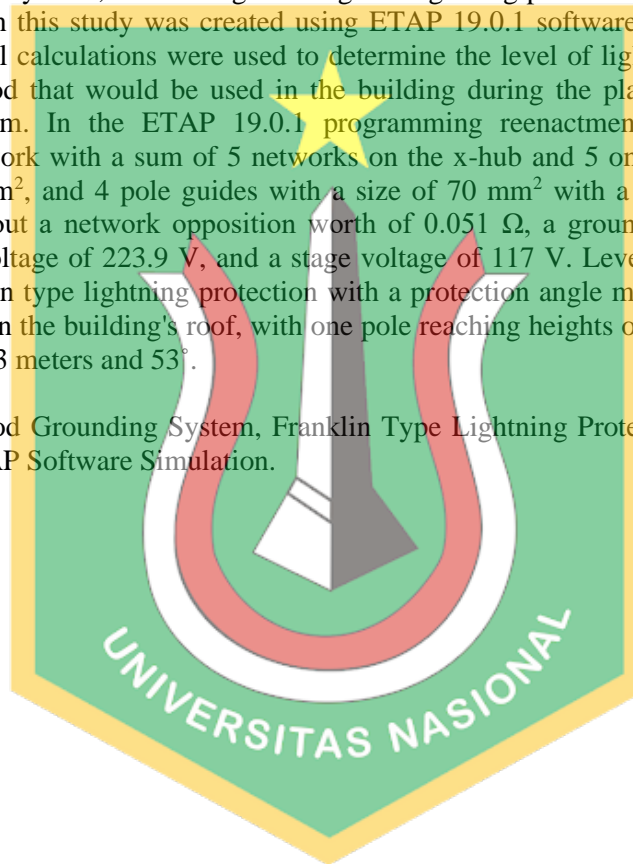 in this study was created using ETAP 19.0.1 software
l calculations were used to determine the level of lig
od that would be used in the building during the pla
m. In the ETAP 19.0.1 programming reenactmen
ork with a sum of 5 networks on the x-hub and 5 on
m², and 4 pole guides with a size of 70 mm² with a
out a network opposition worth of 0.051 Ω, a groun
oltage of 223.9 V, and a stage voltage of 117 V. Leve
n type lightning protection with a protection angle m
n the building's roof, with one pole reaching heights o
3 meters and 53°.
od Grounding System, Franklin Type Lightning Prote
AP Software Simulation.
UNIVERSITAS NASIONAL